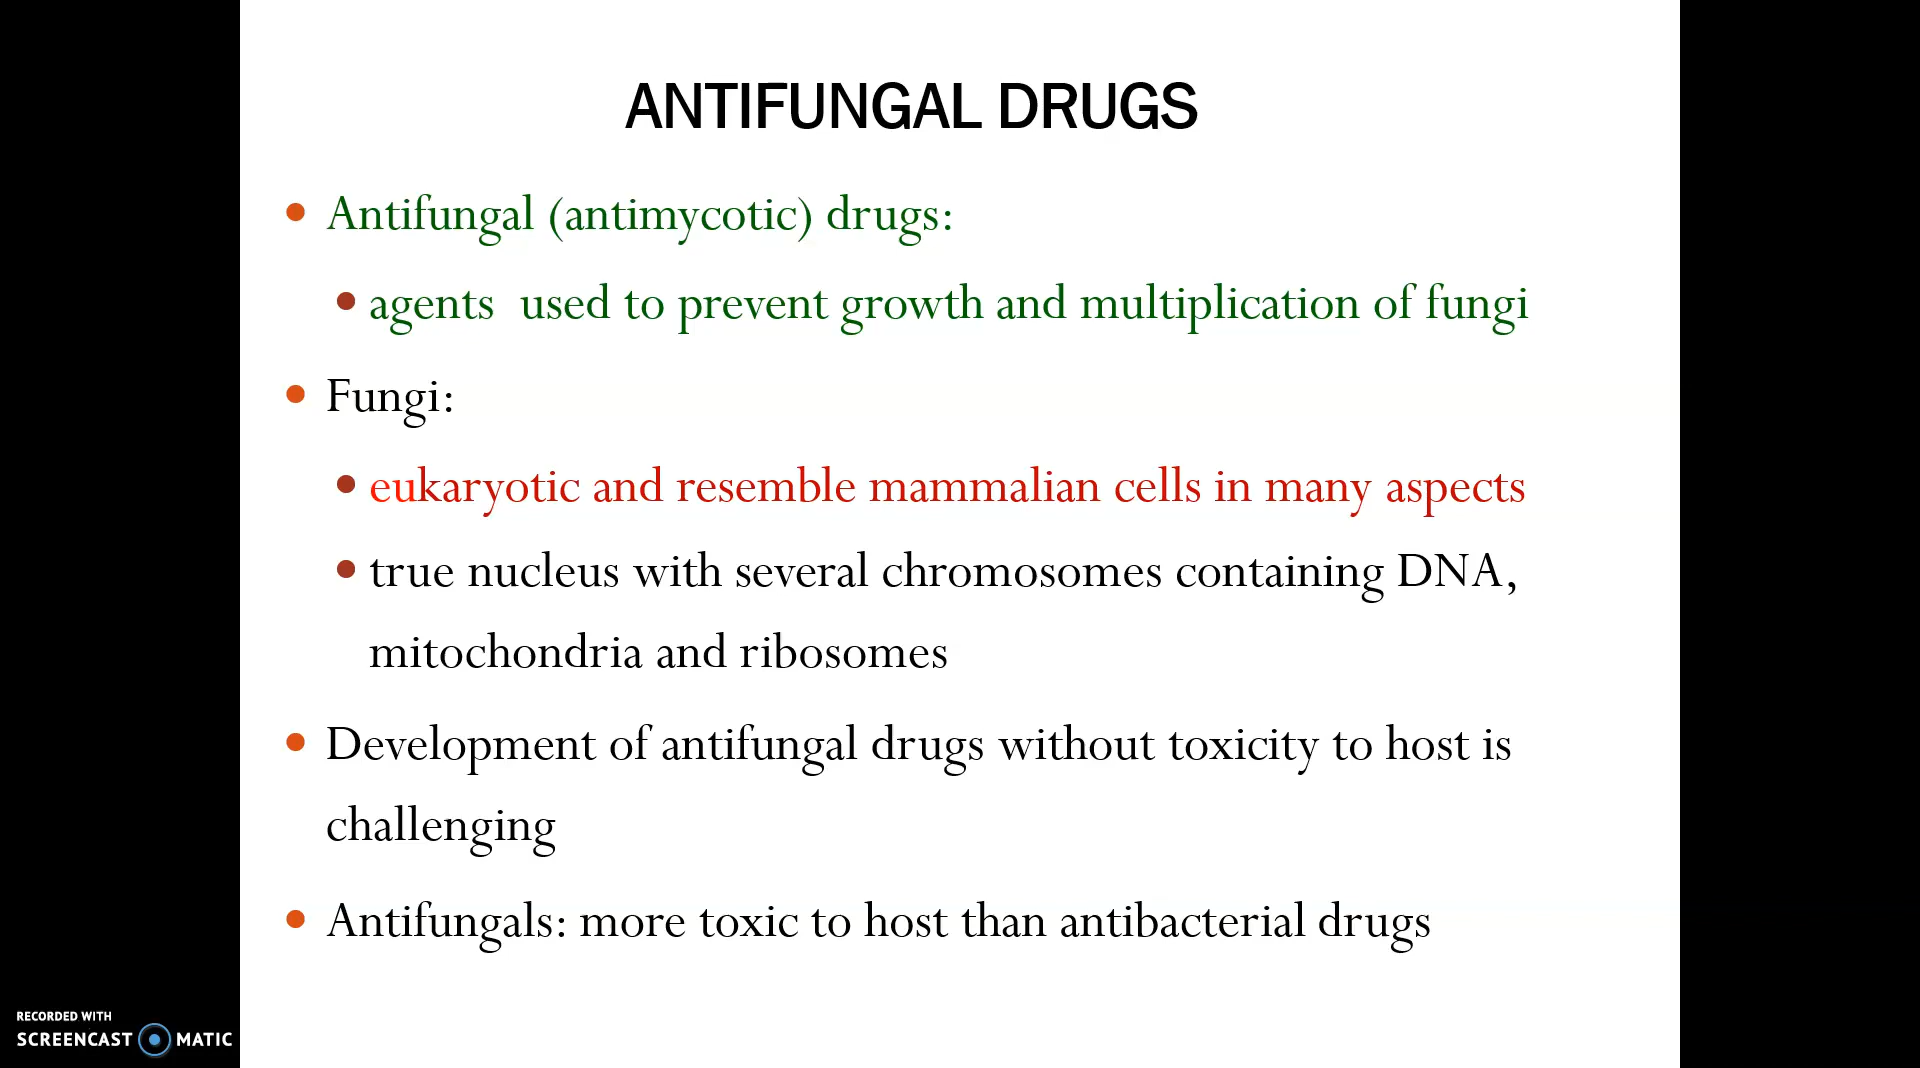 ANTIFUNGAL DRUGS
• Antifungal (antimycotic) drugs:
• agents  used to prevent growth and multiplication of fungi
• Fungi:
• eukaryotic and resemble mammalian cells in many aspects
• true nucleus with several chromosomes containing DNA,
mitochondria and ribosomes
• Development of antifungal drugs without toxicity to host is
challenging
• Antifungals: more toxic to host than antibacterial drugs
RECORDED WITH
SCREENCAST MATIC